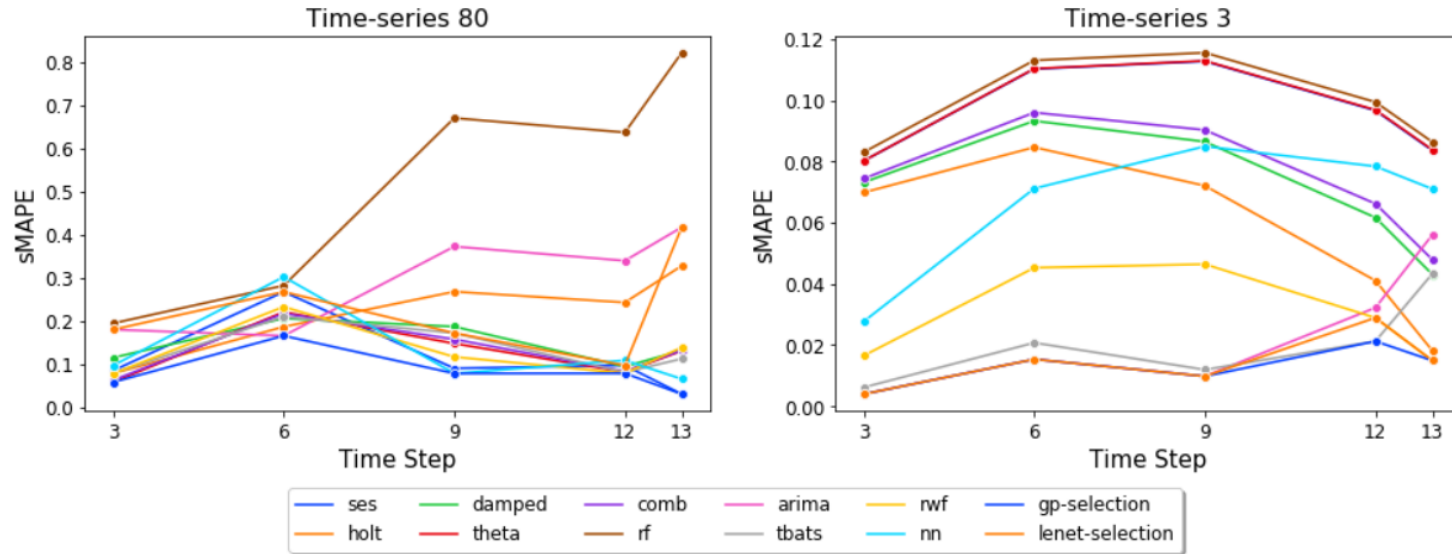 Time-series 80
0.8
0.7
0.6
0.5
0.4
0.3
0.2
0.1
0.0
sMAPE
3 6 9 12 13
Time Step
Time-series 3
0.12
0.10
0.08
0.06
0.04
0.02
0.00
sMAPE
3 6 9 12 13
Time Step
ses damped comb arima rwf gp-selection
holt theta rf tbats nn lenet-selection